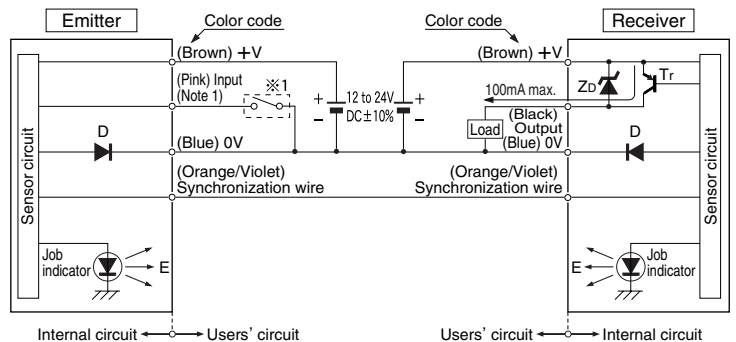 Emitter
Color code
Color code
Receiver
(Brown) +V
(Brown) +V
(Pink) Input
(Note 1)
※1
+
−
12 to 24V
DC±10%
+
−
100mA max.
ZD
Tr
(Black)
Output
Load
D
(Blue) 0V
(Blue) 0V
D
Sensor circuit
Sensor circuit
(Orange/Violet)
Synchronization wire
(Orange/Violet)
Synchronization wire
Job
indicator
E
E
Job
indicator
Internal circuit
Users' circuit
Users' circuit
Internal circuit